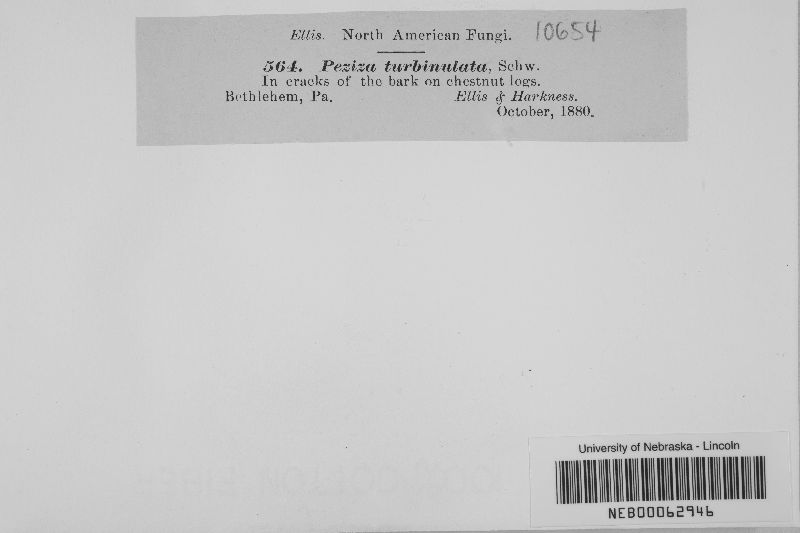 Ellis. North American Fungi. 10654
564. Peziza turbinulata, Schw.
In cracks of the bark on chestnut logs.
Bethlehem, Pa. Ellis & Harkness.
October, 1880.
University of Nebraska - Lincoln
NEB00062946